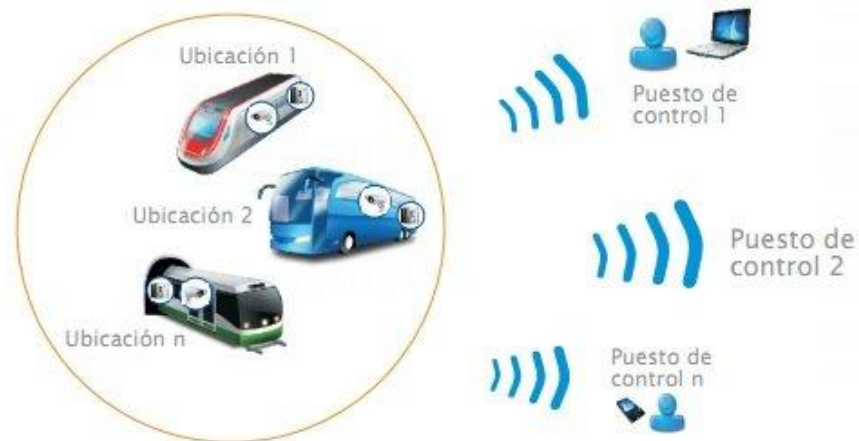 Ubicación 1
Ubicación 2
Ubicación n
Puesto de
control 1
Puesto de
control 2
Puesto de
control n